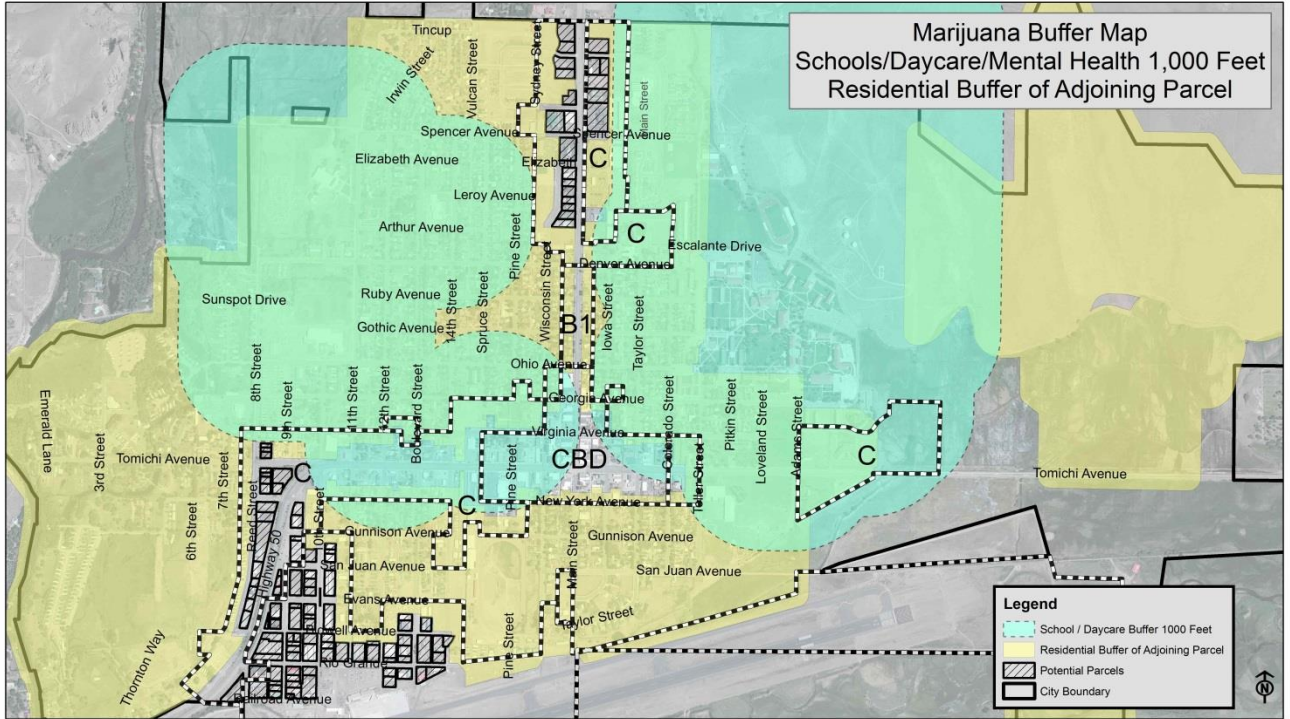 Marijuana Buffer Map
Schools/Daycare/Mental Health 1,000 Feet
Residential Buffer of Adjoining Parcel
Tincup
Irwin Street
Vulcan Street
Sydney Street
Main Street
Spencer Avenue
Spencer Avenue
Elizabeth Avenue
Elizabeth
C
Leroy Avenue
Arthur Avenue
Pine Street
C
Escalante Drive
Denver Avenue
Sunspot Drive
Ruby Avenue
Gothic Avenue
14th Street
Spruce Street
Wisconsin Street
B1
Iowa Street
Taylor Street
Ohio Avenue
8th Street
9th Street
11th Street
12th Street
Boulevard Street
Georgia Avenue
Virginia Avenue
Colorado Street
Pitkin Street
Loveland Street
Adams Street
Emerald Lane
3rd Street
Tomichi Avenue
7th Street
C
Pine Street
CBD
Teller Street
C
Tomichi Avenue
6th Street
Reed Street
Highway 50
10th Street
C
New York Avenue
Gunnison Avenue
Gunnison Avenue
San Juan Avenue
Main Street
San Juan Avenue
Evans Avenue
Bidwell Avenue
Taylor Street
Pine Street
Rio Grande
Thornton Way
Railroad Avenue
Legend
School / Daycare Buffer 1000 Feet
Residential Buffer of Adjoining Parcel
Potential Parcels
City Boundary
N